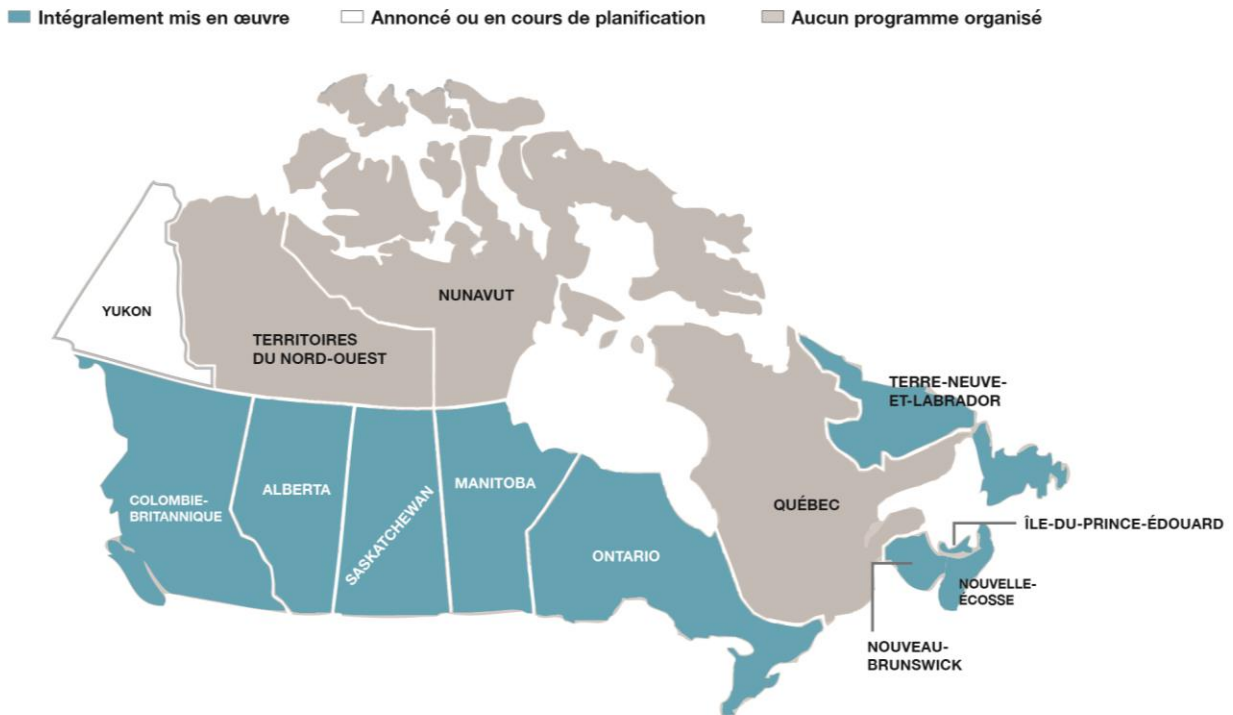 Intégralement mis en œuvre
Annoncé ou en cours de planification
Aucun programme organisé
YUKON
TERRITOIRES
DU NORD-OUEST
NUNAVUT
TERRE-NEUVE-
ET-LABRADOR
COLOMBIE-
BRITANNIQUE
ALBERTA
SASKATCHEWAN
MANITOBA
ONTARIO
QUÉBEC
ÎLE-DU-PRINCE-ÉDOUARD
NOUVELLE-
ÉCOSSE
NOUVEAU-
BRUNSWICK